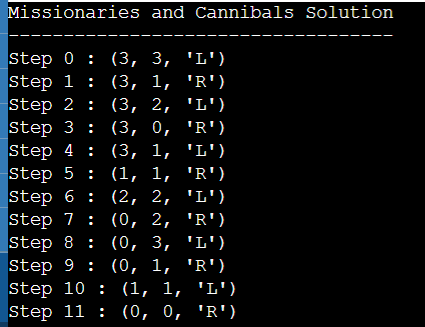 Missionaries and Cannibals Solution
-----------------------------------
Step 0 : (3, 3, 'L')
Step 1 : (3, 1, 'R')
Step 2 : (3, 2, 'L')
Step 3 : (3, 0, 'R')
Step 4 : (3, 1, 'L')
Step 5 : (1, 1, 'R')
Step 6 : (2, 2, 'L')
Step 7 : (0, 2, 'R')
Step 8 : (0, 3, 'L')
Step 9 : (0, 1, 'R')
Step 10 : (1, 1, 'L')
Step 11 : (0, 0, 'R')